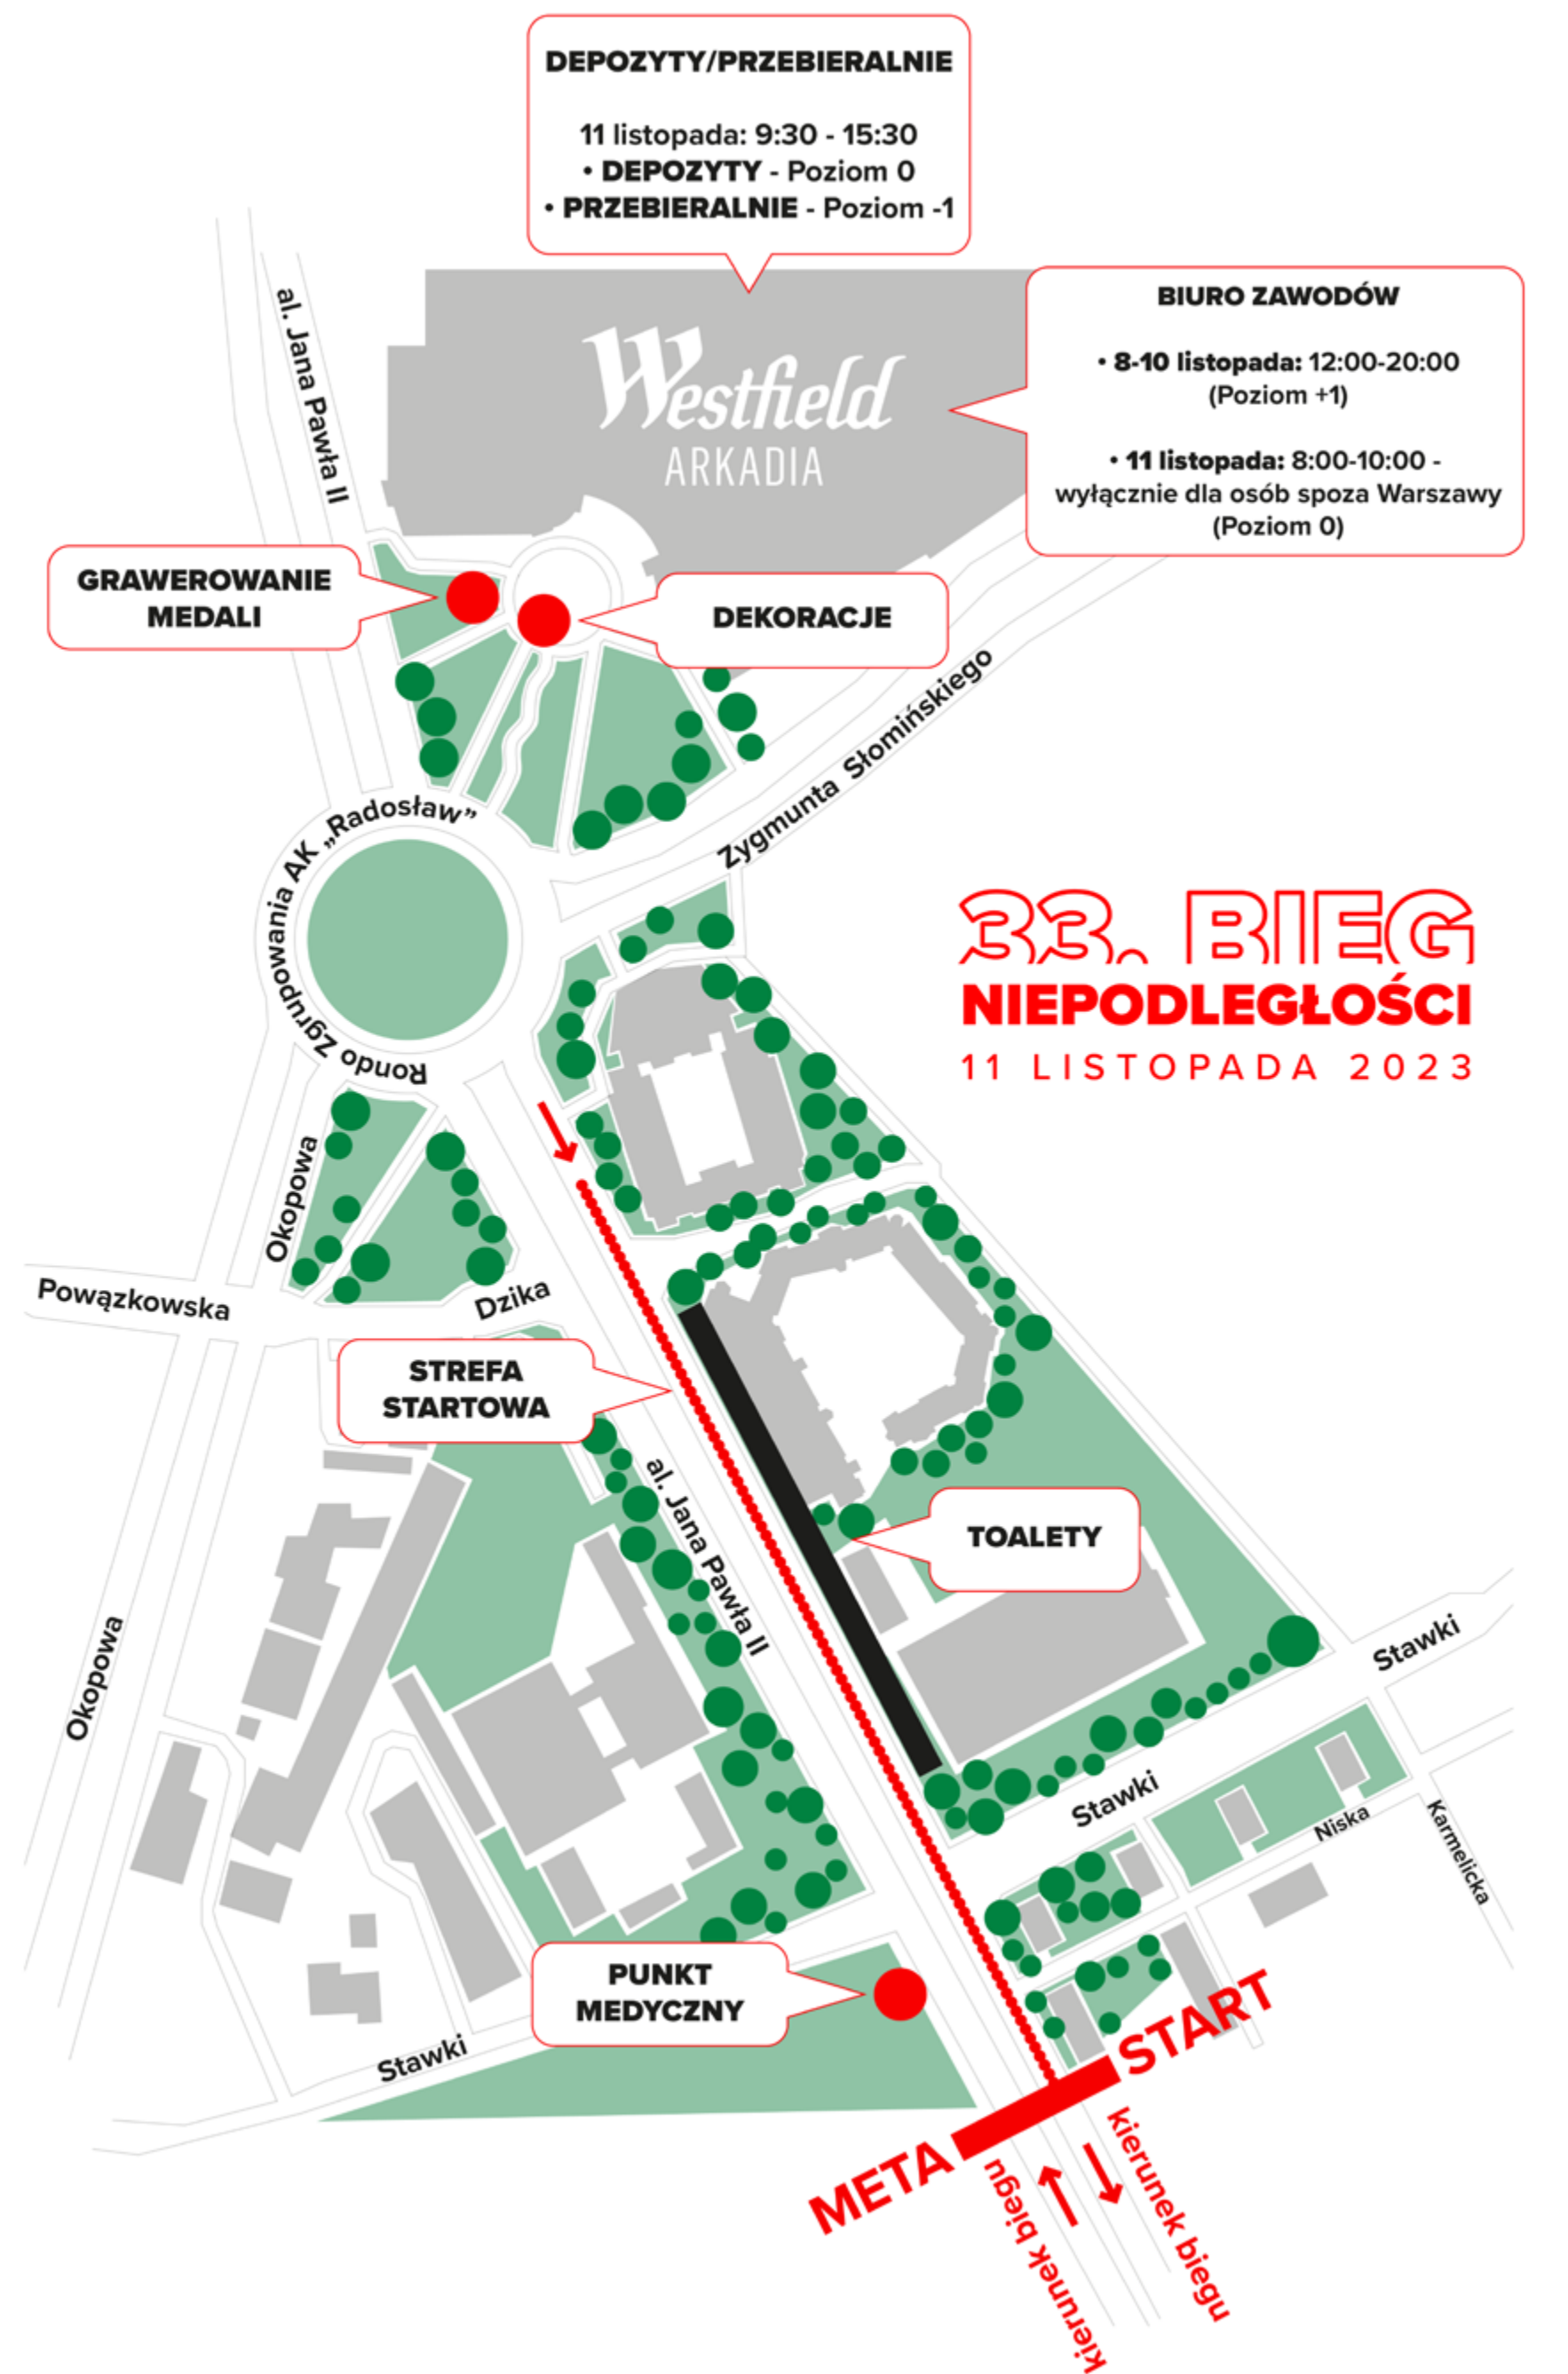 DEPOZYTY/PRZEBIERALNIE
11 listopada: 9:30 - 15:30
• DEPOZYTY - Poziom 0
• PRZEBIERALNIE - Poziom -1
BIURO ZAWODÓW
• 8-10 listopada: 12:00-20:00
(Poziom +1)
• 11 listopada: 8:00-10:00 -
wyłącznie dla osób spoza Warszawy
(Poziom 0)
al. Jana Pawła II
Westfield
ARKADIA
GRAWEROWANIE
MEDALI
DEKORACJE
Zygmunta Słomińskiego
Rondo Zgrupowania AK „Radosław”
33. BIEG
NIEPODLEGŁOŚCI
11 LISTOPADA 2023
Okopowa
Powązkowska
Dzika
STREFA
STARTOWA
al. Jana Pawła II
TOALETY
Okopowa
Stawki
Stawki
Niska
Karmelicka
PUNKT
MEDYCZNY
Stawki
START
META
kierunek biegu
kierunek biegu